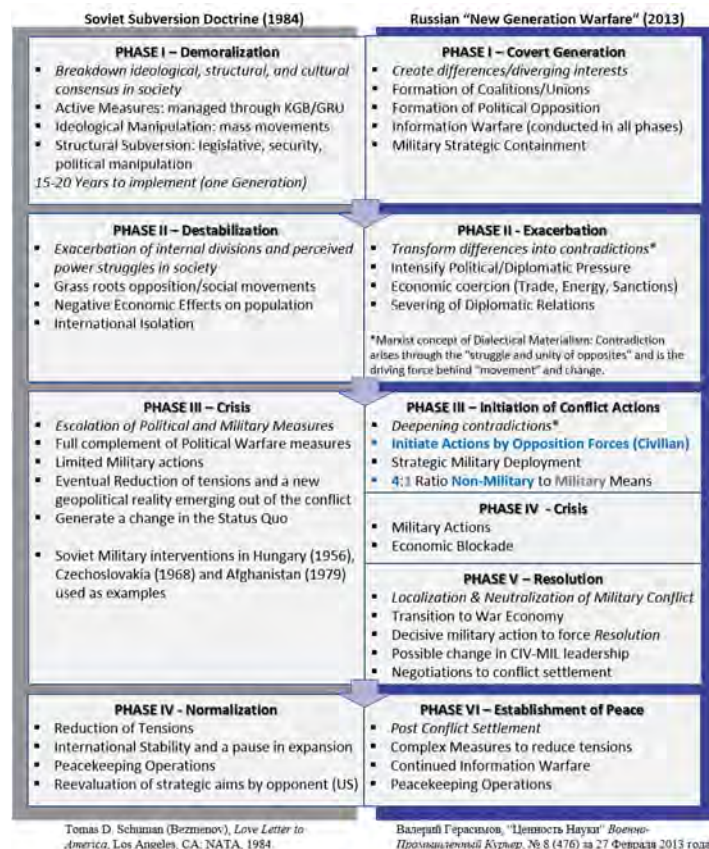 Soviet Subversion Doctrine (1984)
PHASE I – Demoralization
▪ Breakdown ideological, structural, and cultural
consensus in society
▪ Active Measures: managed through KGB/GRU
▪ Ideological Manipulation: mass movements
▪ Structural Subversion: legislative, security,
political manipulation
15-20 Years to implement (one Generation)
PHASE II – Destabilization
▪ Exacerbation of internal divisions and perceived
power struggles in society
▪ Grass roots opposition/social movements
▪ Negative Economic Effects on population
▪ International Isolation
PHASE III – Crisis
▪ Escalation of Political and Military Measures
▪ Full complement of Political Warfare measures
▪ Limited Military actions
▪ Eventual Reduction of tensions and a new
geopolitical reality emerging out of the conflict
▪ Generate a change in the Status Quo
▪ Soviet Military interventions in Hungary (1956),
Czechoslovakia (1968) and Afghanistan (1979)
used as examples
PHASE IV - Normalization
▪ Reduction of Tensions
▪ International Stability and a pause in expansion
▪ Peacekeeping Operations
▪ Reevaluation of strategic aims by opponent (US)
Tomas D. Schuman (Bezmenov), Love Letter to
America, Los Angeles, CA: NATA, 1984
Russian “New Generation Warfare” (2013)
PHASE I – Covert Generation
▪ Create differences/diverging interests
▪ Formation of Coalitions/Unions
▪ Formation of Political Opposition
▪ Information Warfare (conducted in all phases)
▪ Military Strategic Containment
PHASE II - Exacerbation
▪ Transform differences into contradictions*
▪ Intensify Political/Diplomatic Pressure
▪ Economic coercion (Trade, Energy, Sanctions)
▪ Severing of Diplomatic Relations
*Marxist concept of Dialectical Materialism: Contradiction
arises through the “struggle and unity of opposites” and is the
driving force behind “movement” and change.
PHASE III – Initiation of Conflict Actions
Deepening contradictions*
▪ Initiate Actions by Opposition Forces (Civilian)
▪ Strategic Military Deployment
▪ 4:1 Ratio Non-Military to Military Means
PHASE IV - Crisis
▪ Military Actions
▪ Economic Blockade
PHASE V – Resolution
▪ Localization & Neutralization of Military Conflict
▪ Transition to War Economy
▪ Decisive military action to force Resolution
▪ Possible change in CIV-MIL leadership
▪ Negotiations to conflict settlement
PHASE VI – Establishment of Peace
▪ Post Conflict Settlement
▪ Complex Measures to reduce tensions
▪ Continued Information Warfare
▪ Peacekeeping Operations
Валерий Герасимов, "Ценность Науки" Военно-
Промышленный Курьер, № 8 (476) за 27 Февраля 2013 года